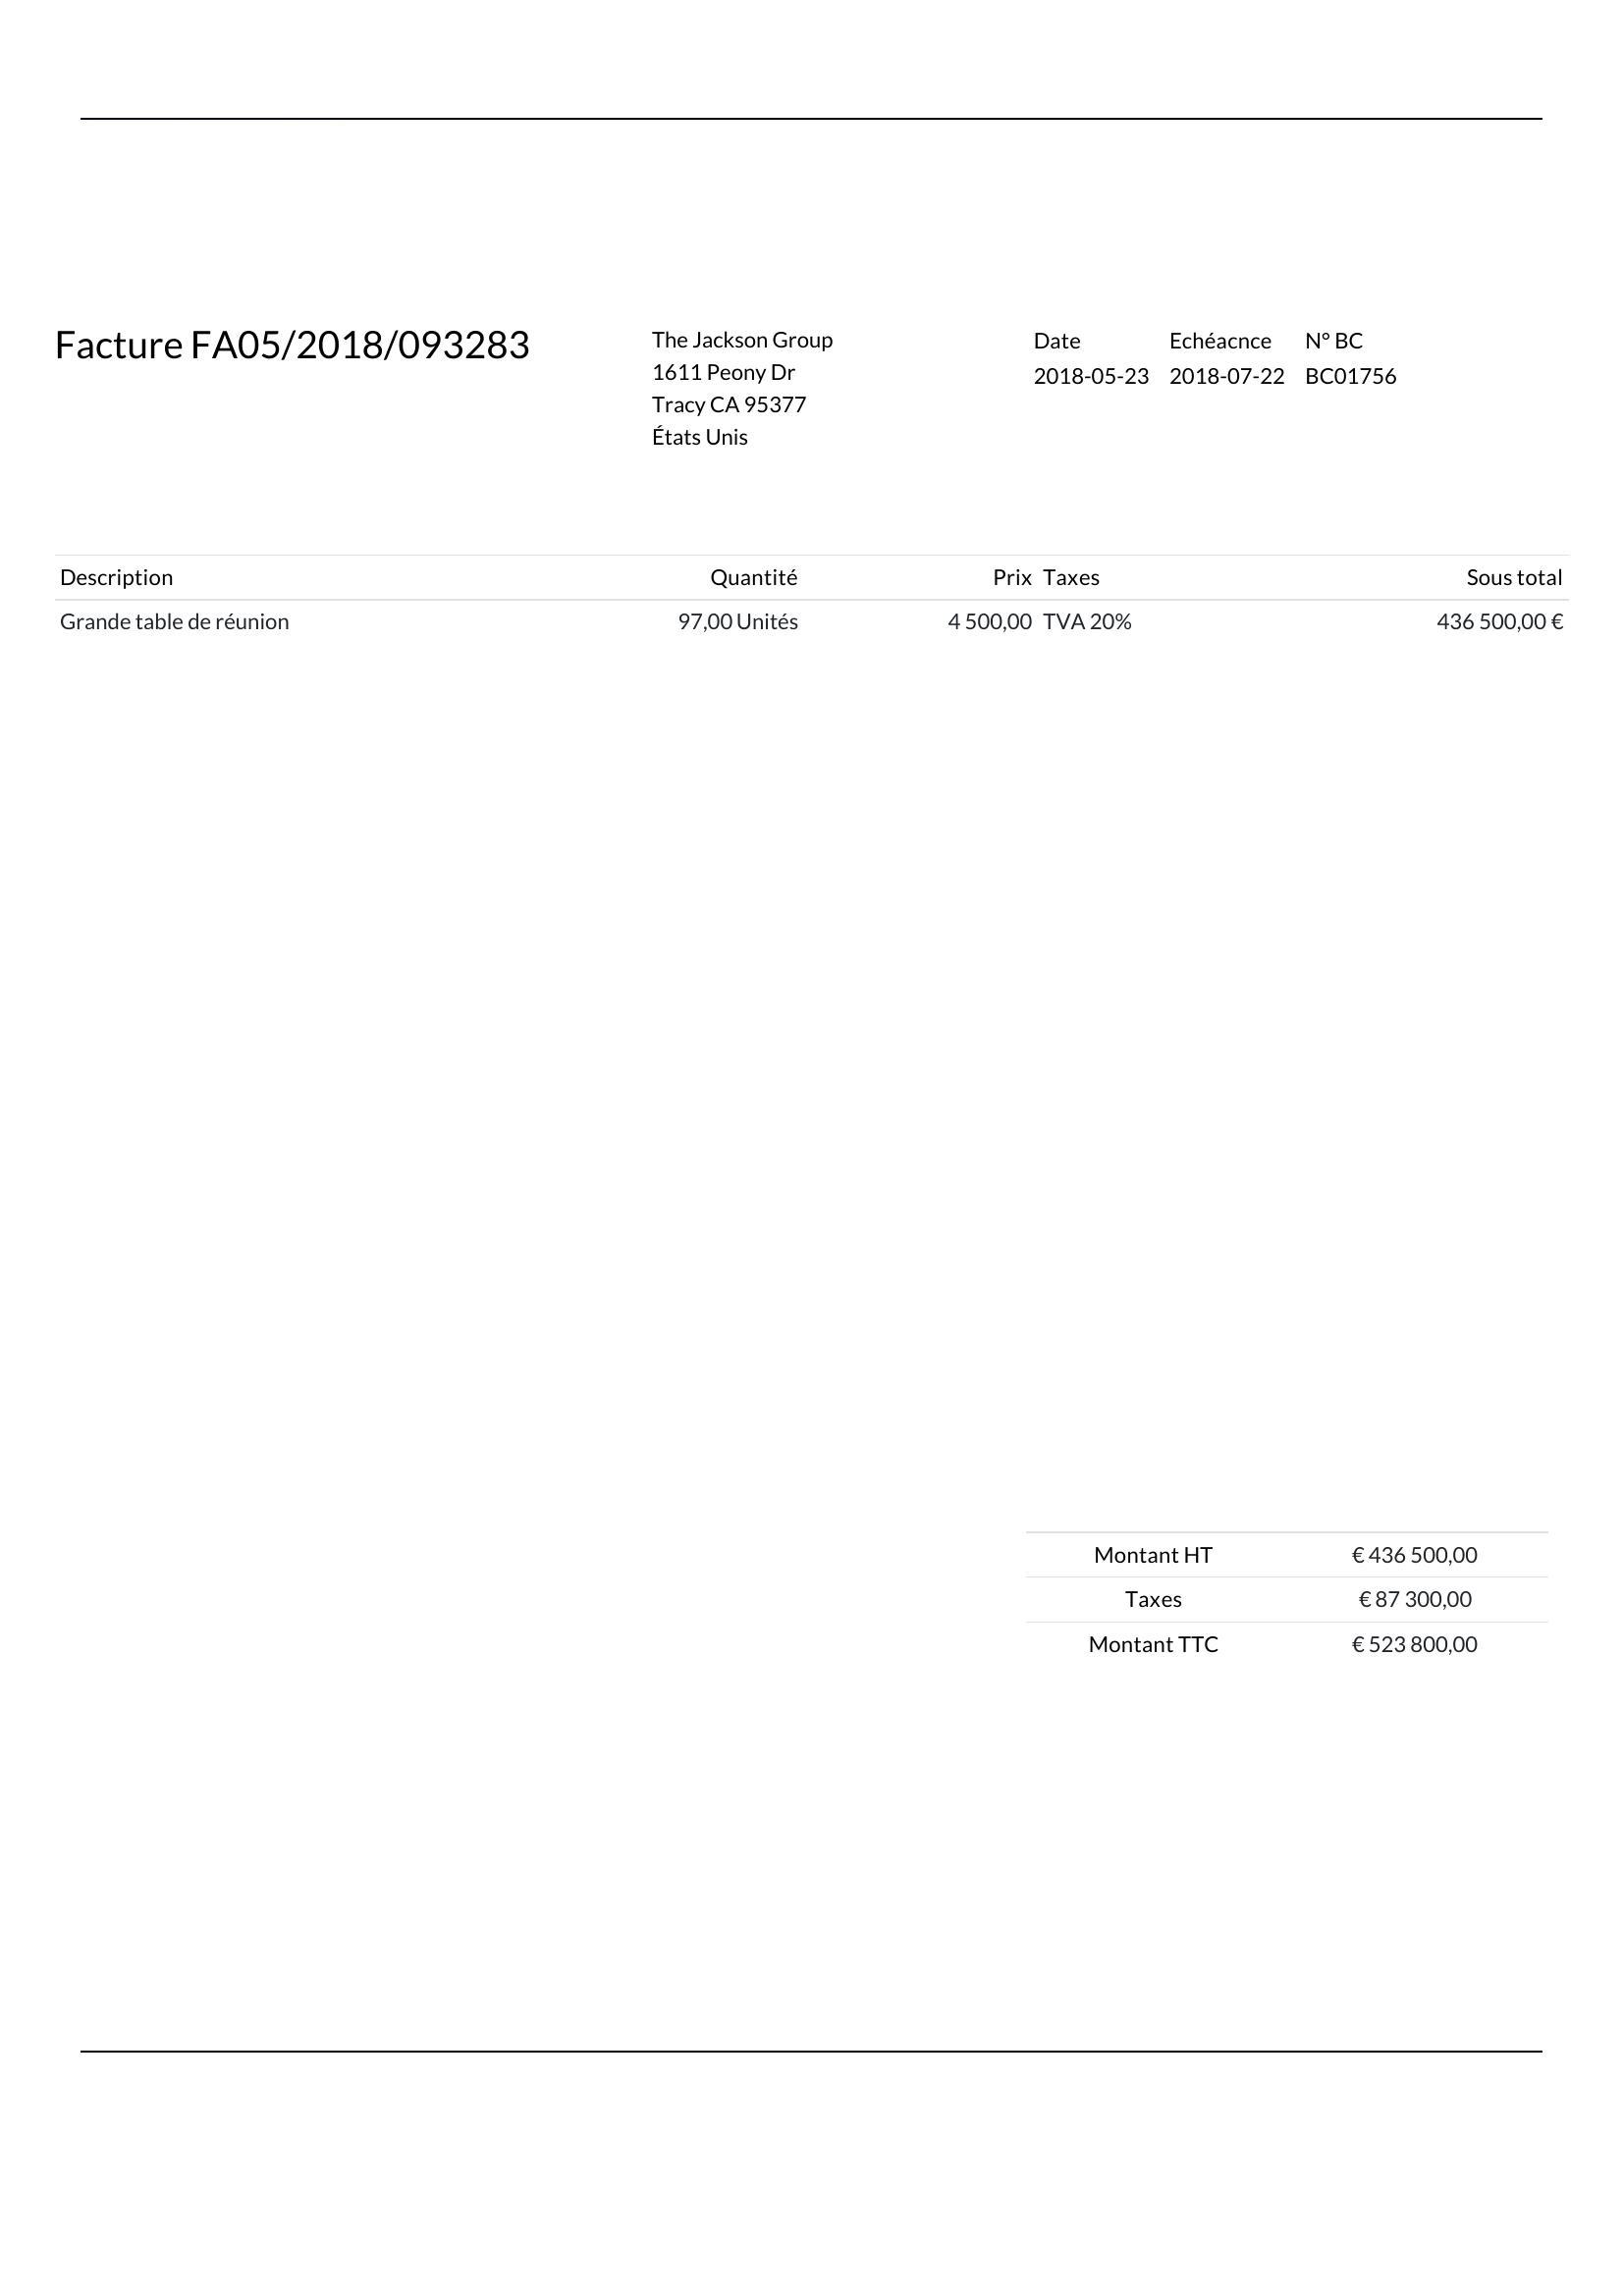 Facture FA05/2018/093283
The Jackson Group
1611 Peony Dr
Tracy CA 95377
États Unis
Date Echéacnce N° BC
2018-05-23 2018-07-22 BC01756
Description Quantité Prix Taxes Sous total
Grande table de réunion 97,00 Unités 4 500,00 TVA 20% 436 500,00 €
Montant HT € 436 500,00
Taxes € 87 300,00
Montant TTC € 523 800,00